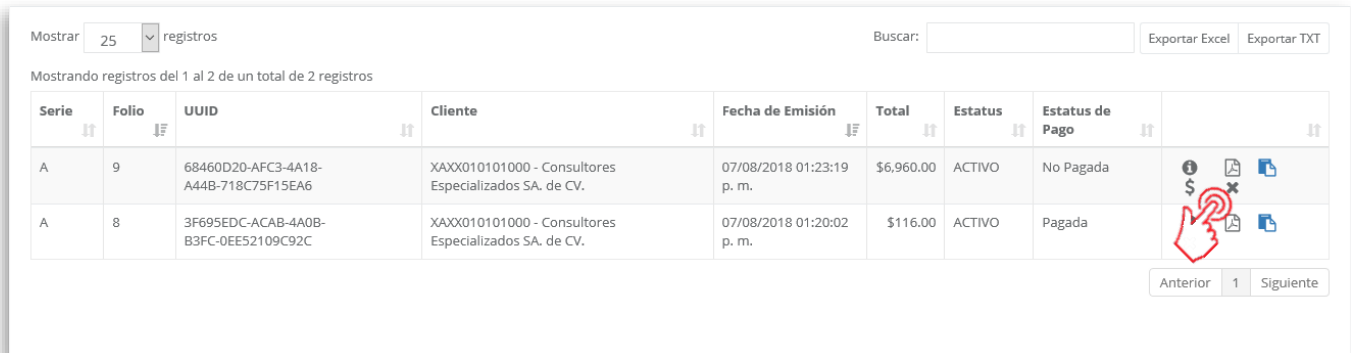 Mostrar 25 registros Buscar: Exportar Excel Exportar TXT
Mostrando registros del 1 al 2 de un total de 2 registros
Serie Folio UUID Cliente Fecha de Emisión Total Estatus Estatus de
Pago
A 9 68460D20-AFC3-4A18- XAXX010101000 - Consultores 07/08/2018 01:23:19 $6,960.00 ACTIVO No Pagada
A44B-718C75F15EA6 Especializados SA. de CV. p. m.
A 8 3F695EDC-ACAB-4A0B- XAXX010101000 - Consultores 07/08/2018 01:20:02 $116.00 ACTIVO Pagada
B3FC-0EE52109C92C Especializados SA. de CV. p. m.
Anterior 1 Siguiente